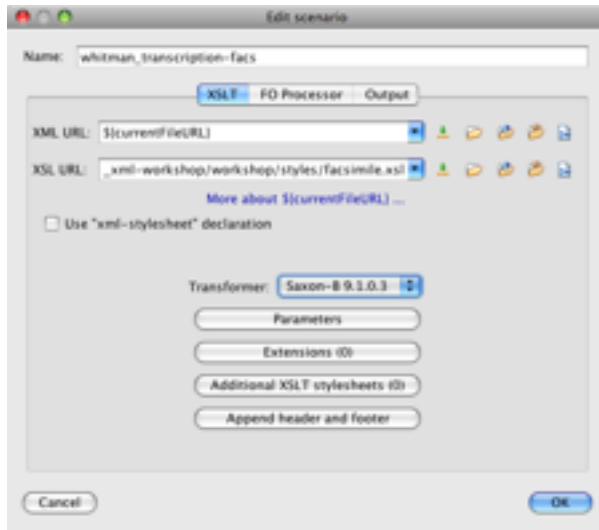 Edit scenario
Name: whitman_transcription-facs
XSLT FO Processor Output
XML URL: ${currentFileURL}
XSL URL: _xml-workshop/workshop/styles/facsimile.xsl
More about ${currentFileURL} ...
Use "xml-stylesheet" declaration
Transformer: Saxon-B 9.1.0.3
Parameters
Extensions (0)
Additional XSLT stylesheets (0)
Append header and footer
Cancel OK